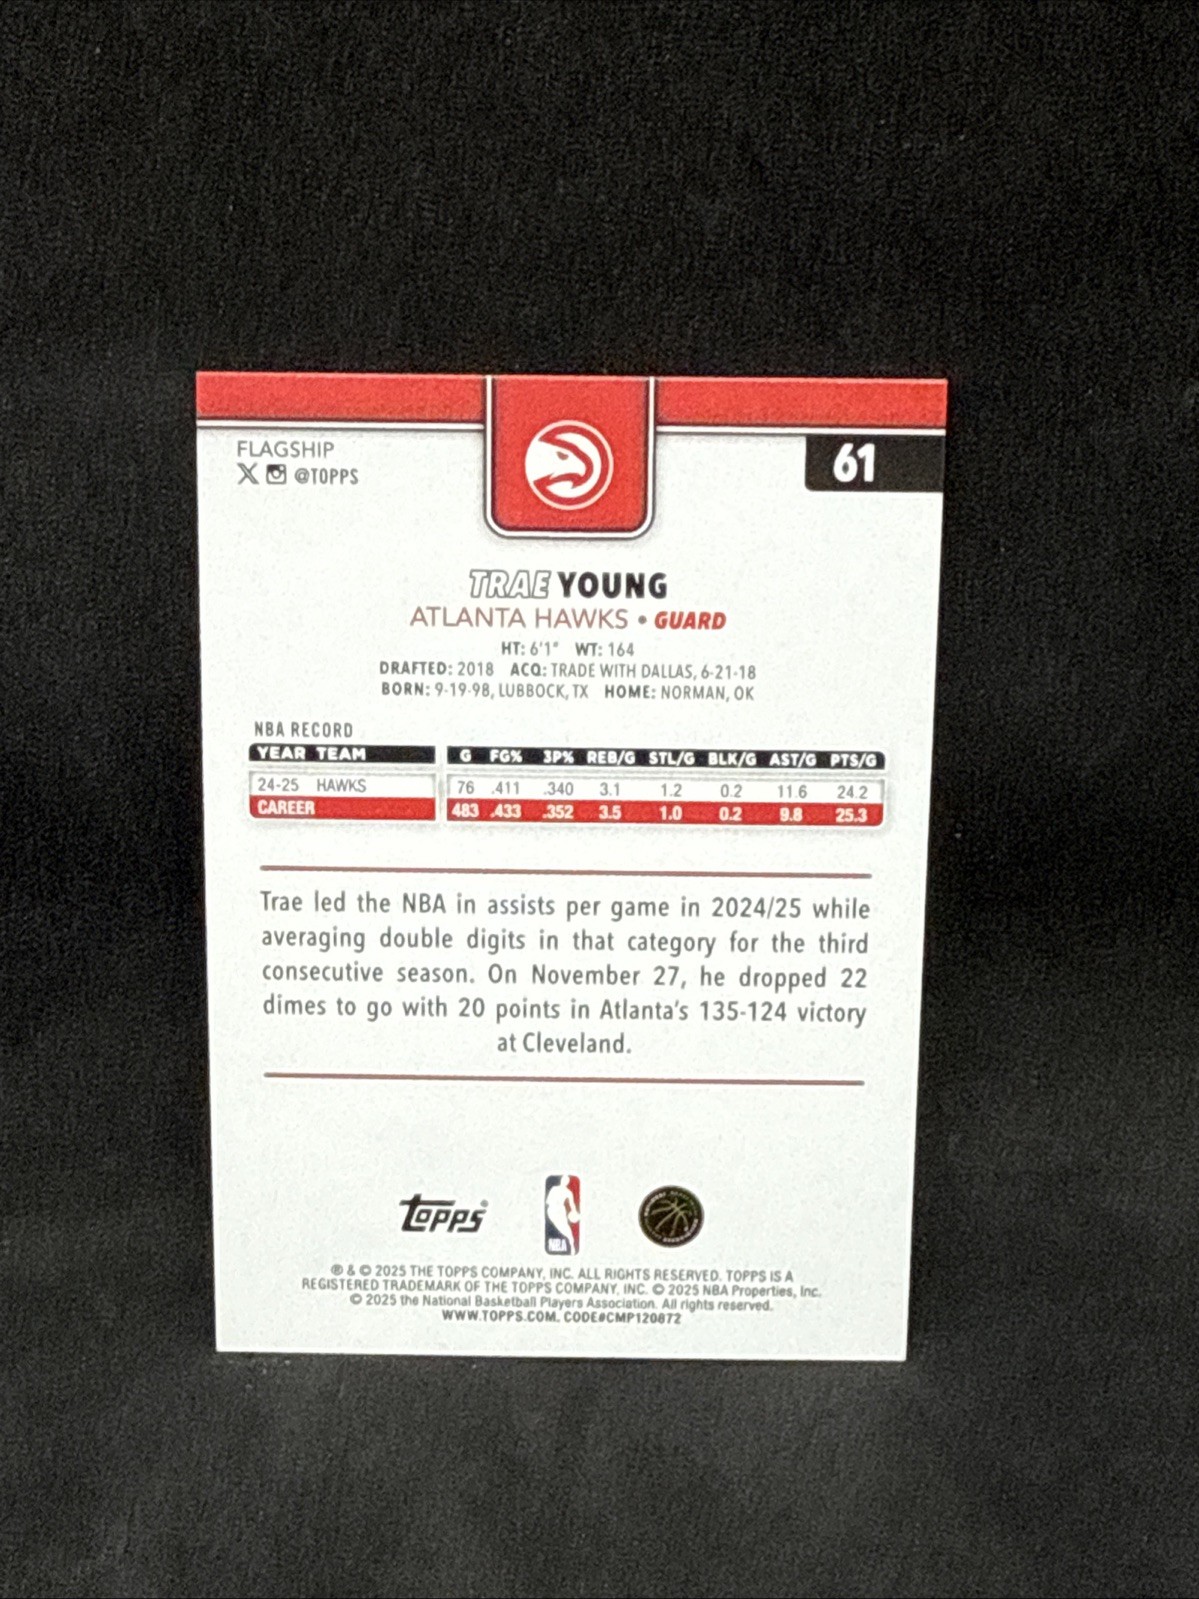 FLAGSHIP
@TOPPS
61
TRAE YOUNG
ATLANTA HAWKS • GUARD
HT: 6'1" WT: 164
DRAFTED: 2018 ACQ: TRADE WITH DALLAS, 6-21-18
BORN: 9-19-98, LUBBOCK, TX HOME: NORMAN, OK
NBA RECORD
YEAR TEAM G FG% 3P% REB/G STL/G BLK/G AST/G PTS/G
24-25 HAWKS 76 .411 .340 3.1 1.2 0.2 11.6 24.2
CAREER 483 .433 .352 3.5 1.0 0.2 9.8 25.3
Trae led the NBA in assists per game in 2024/25 while
averaging double digits in that category for the third
consecutive season. On November 27, he dropped 22
dimes to go with 20 points in Atlanta's 135-124 victory
at Cleveland.
Topps
NBA
® & © 2025 THE TOPPS COMPANY, INC. ALL RIGHTS RESERVED. TOPPS IS A
REGISTERED TRADEMARK OF THE TOPPS COMPANY, INC. © 2025 NBA Properties, Inc.
© 2025 the National Basketball Players Association. All rights reserved.
WWW.TOPPS.COM. CODE#CMP120872